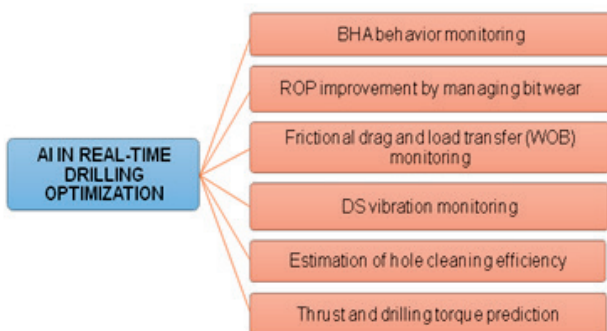 BHA behavior monitoring
ROP improvement by managing bit wear
AI IN REAL-TIME
DRILLING
OPTIMIZATION
Frictional drag and load transfer (WOB)
monitoring
DS vibration monitoring
Estimation of hole cleaning efficiency
Thrust and drilling torque prediction